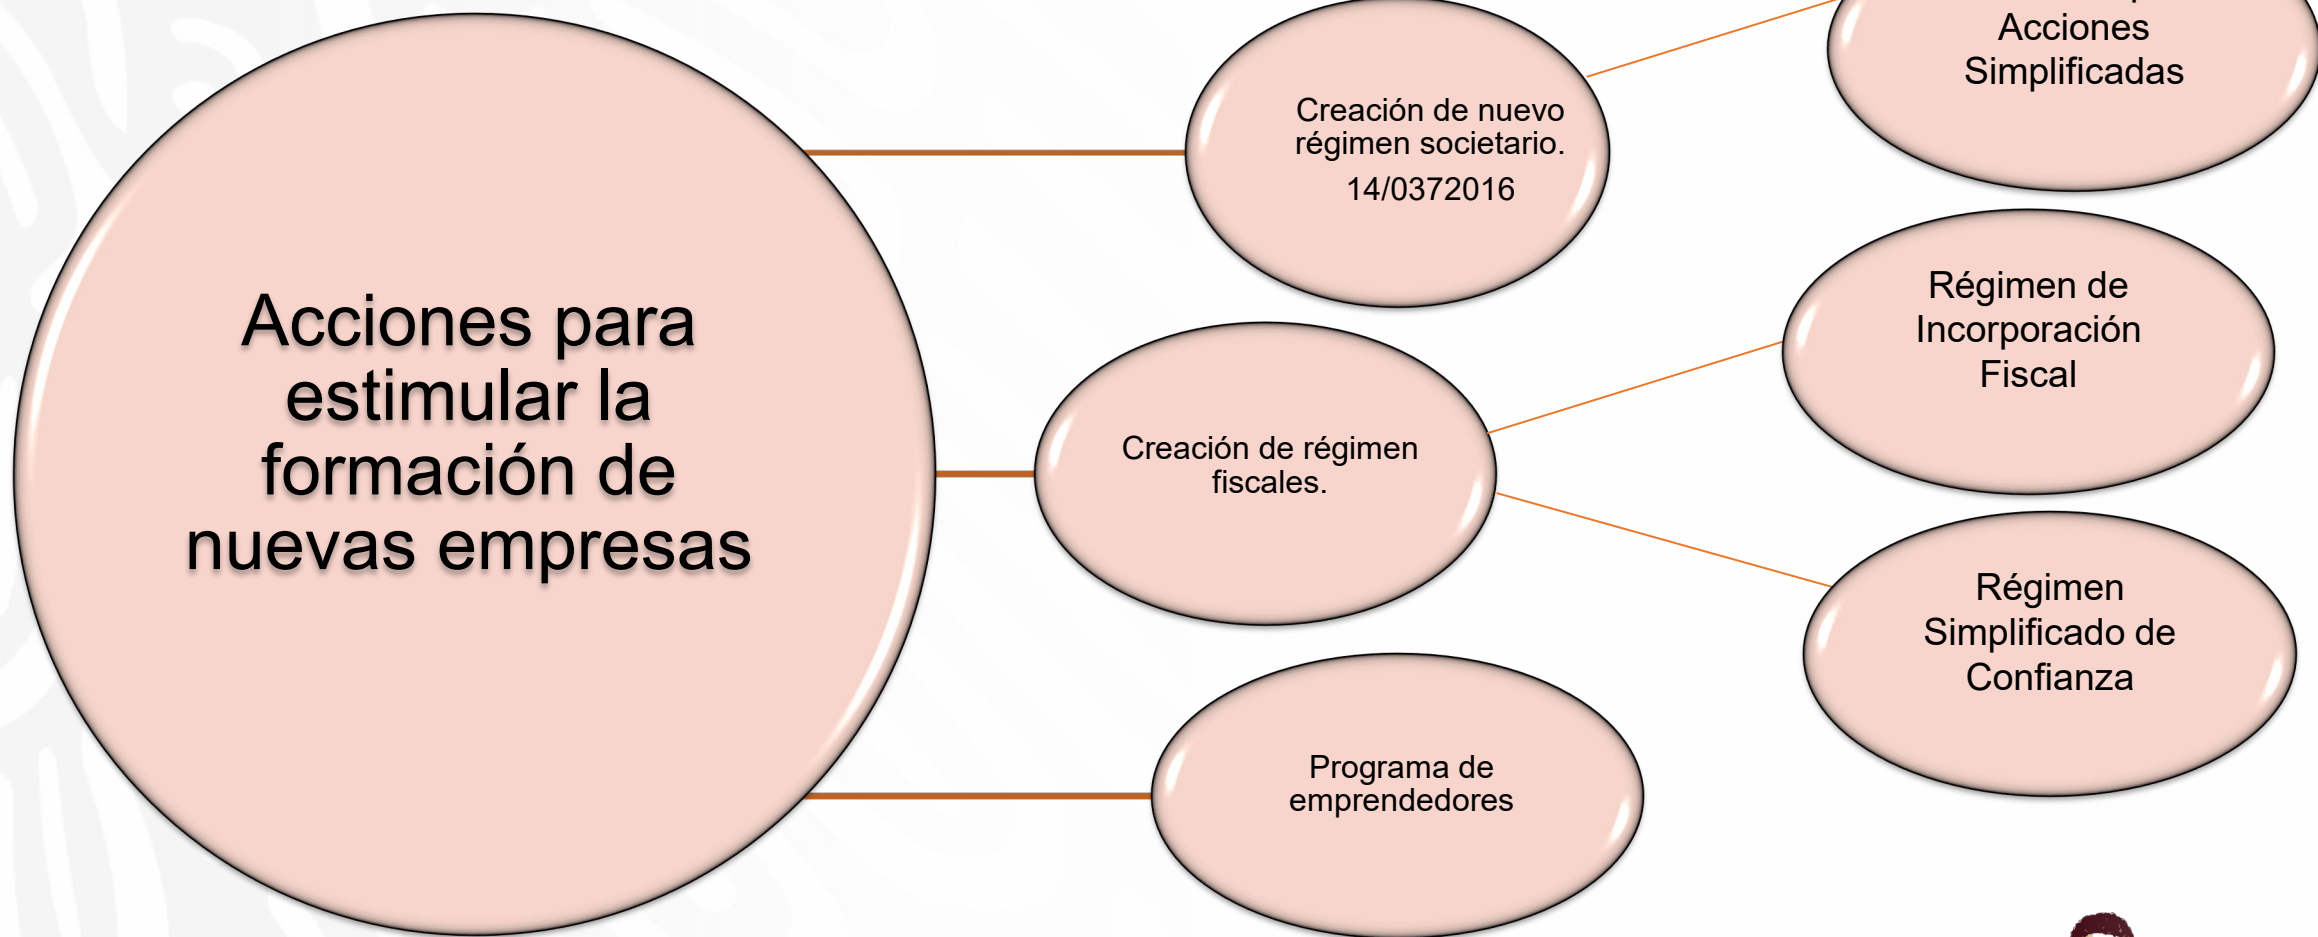 Acciones para
estimular la
formación de
nuevas empresas
Creación de nuevo
régimen societario.
14/0372016
Acciones
Simplificadas
Creación de régimen
fiscales.
Régimen de
Incorporación
Fiscal
Régimen
Simplificado de
Confianza
Programa de
emprendedores